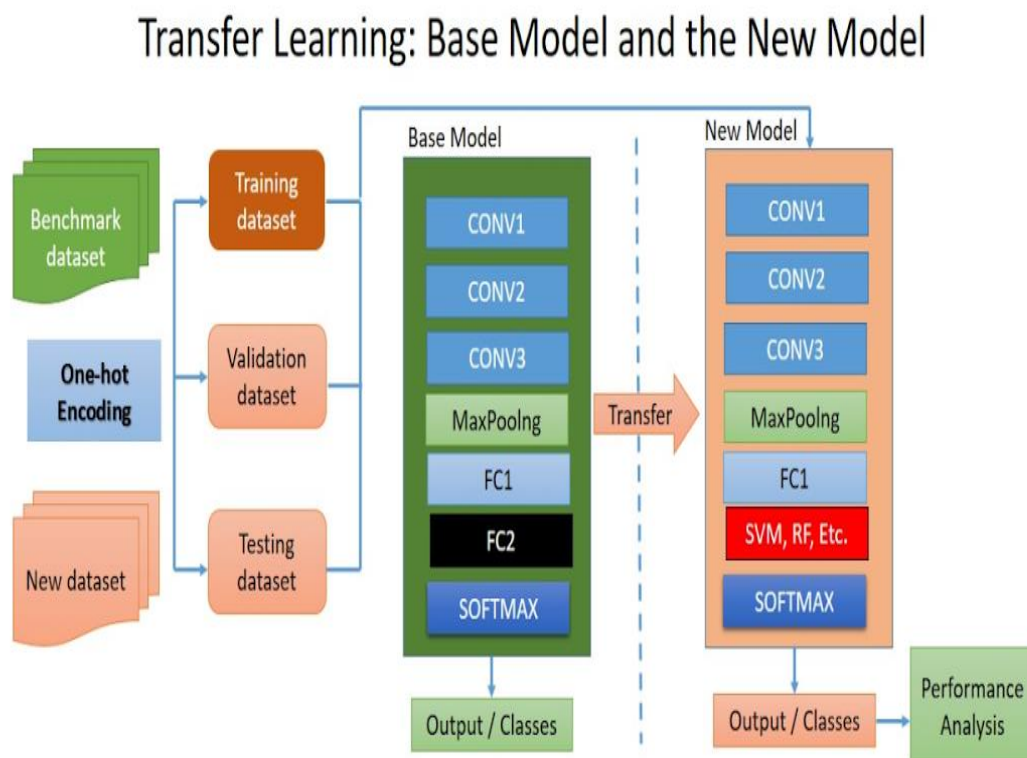 Transfer Learning: Base Model and the New Model
Benchmark
dataset
One-hot
Encoding
New dataset
Training
dataset
Validation
dataset
Testing
dataset
Base Model
CONV1
CONV2
CONV3
MaxPoolng
FC1
FC2
SOFTMAX
Output / Classes
Transfer
New Model
CONV1
CONV2
CONV3
MaxPoolng
FC1
SVM, RF, Etc.
SOFTMAX
Output / Classes
Performance
Analysis